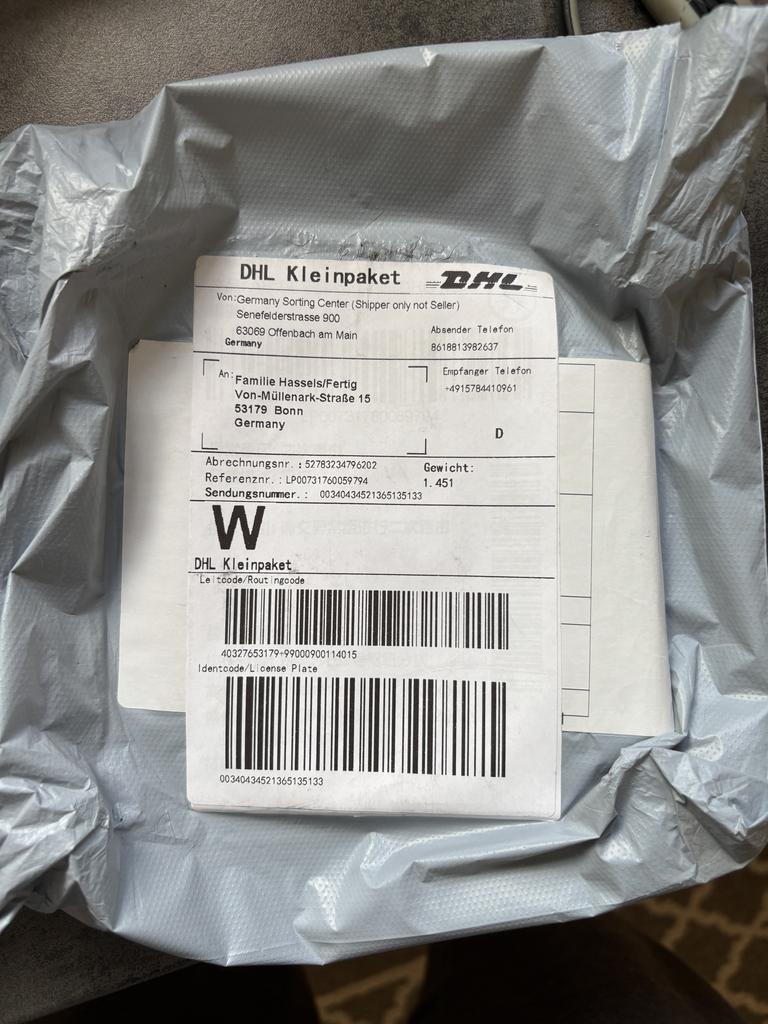 DHL Kleinpaket DHL
Von: Germany Sorting Center (Shipper only not Seller)
Senefelderstrasse 900
63069 Offenbach am Main
Germany
Absender Telefon
8618813982637
An: Familie Hassels/Fertig
Von-Müllenark-Straße 15
53179 Bonn
Germany
Empfanger Telefon
+4915784410961
D
Abrechnungsnr.: 52783234796202
Referenznr.: LP00731760059794
Sendungsnummer.: 00340434521365135133
Gewicht:
1.451
W
DHL Kleinpaket
Leitcode/Routingcode
40327653179+99000900114015
Identcode/License Plate
00340434521365135133